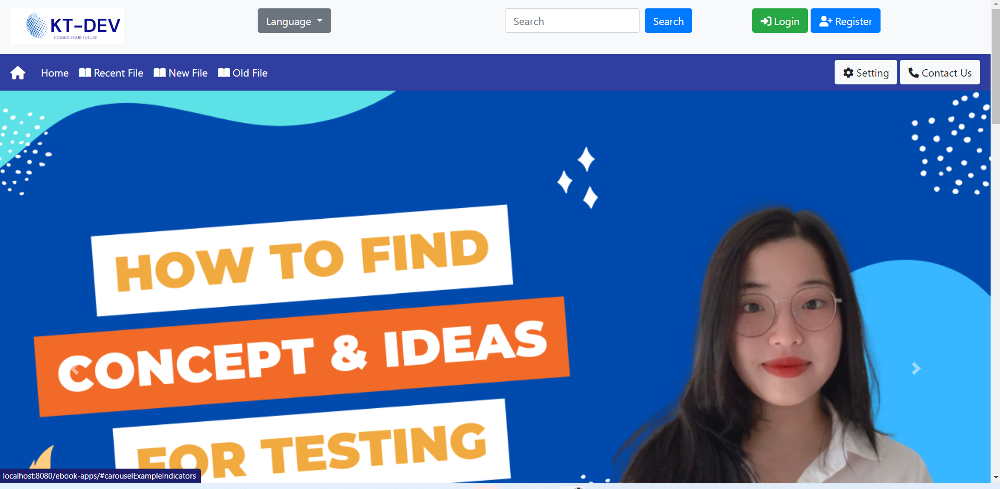 KT-DEV
CODING YOUR FUTURE
Language
Search
Search
Login
Register
Home
Recent File
New File
Old File
Setting
Contact Us
HOW TO FIND
CONCEPT & IDEAS
FOR TESTING
localhost:8080/ebook-apps/#carouselExampleIndicators